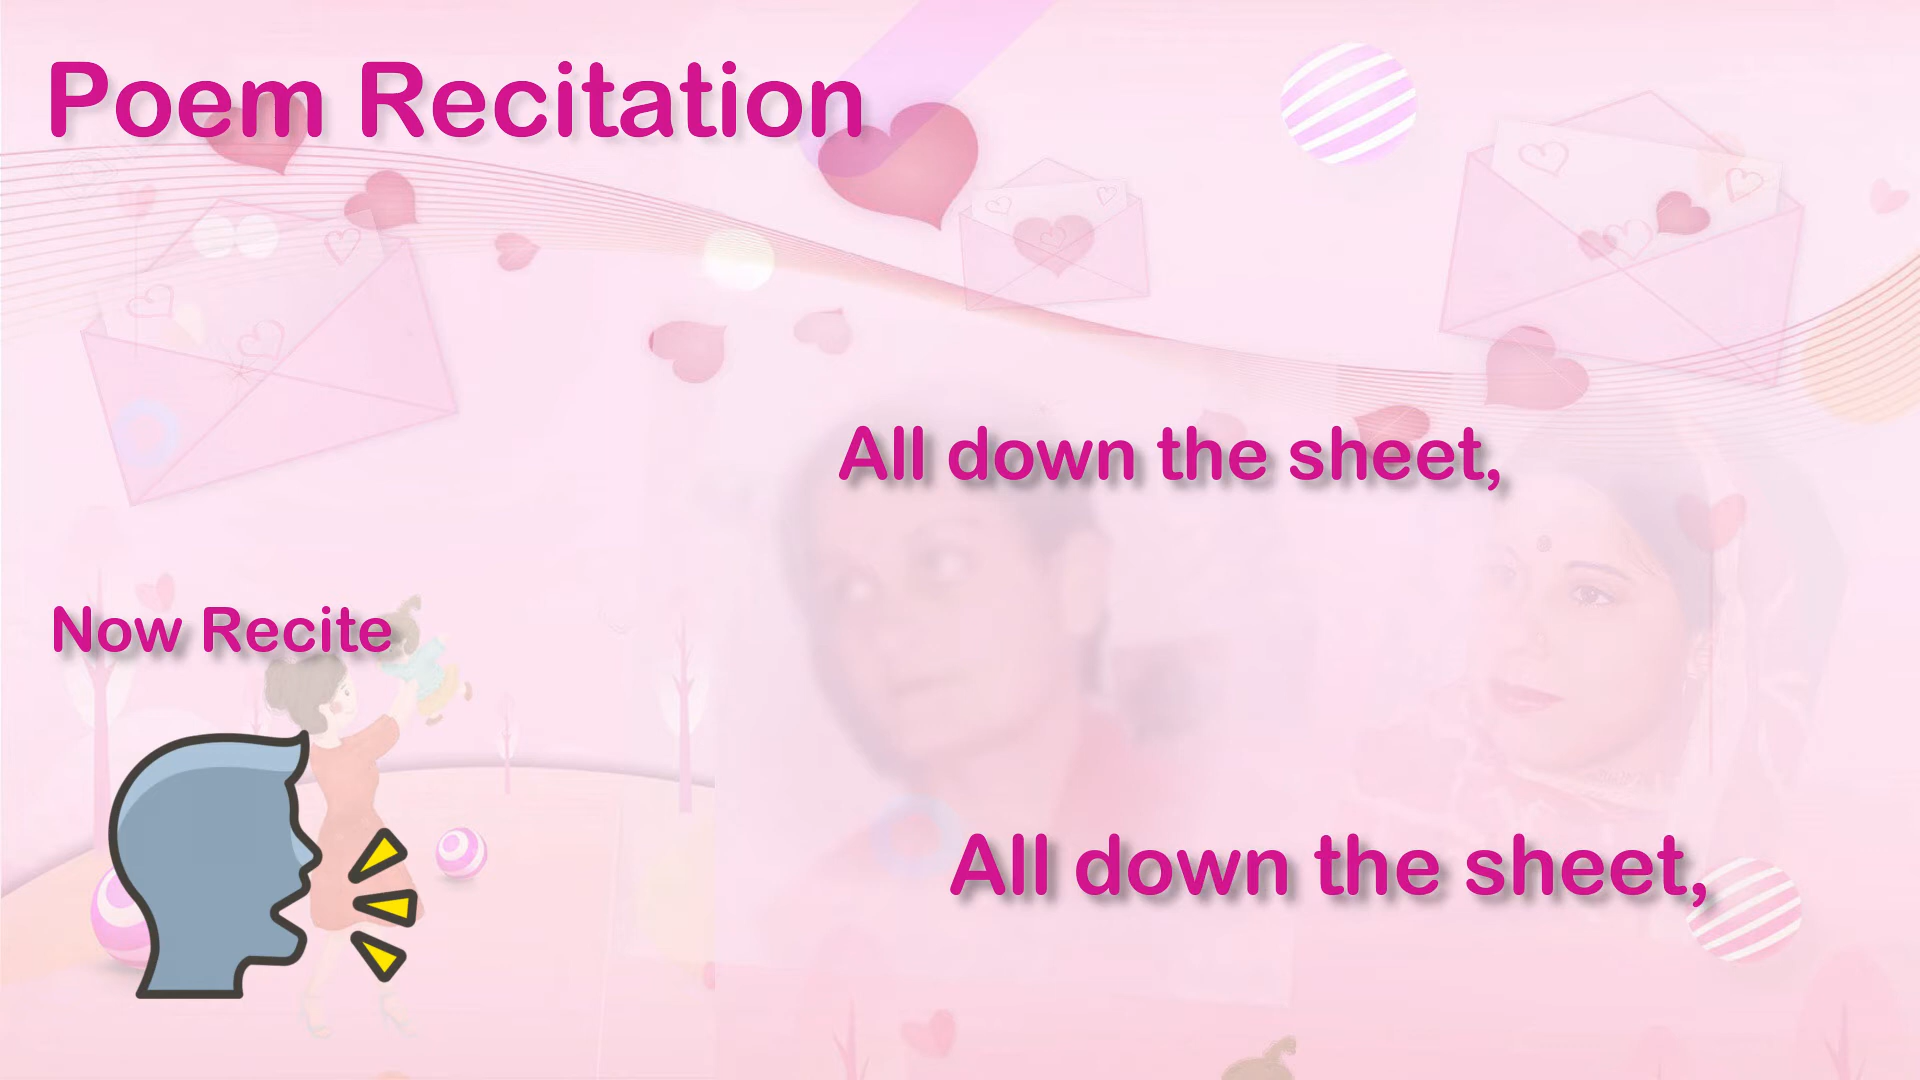 Poem Recitation
All down the sheet,
Now Recite
All down the sheet,